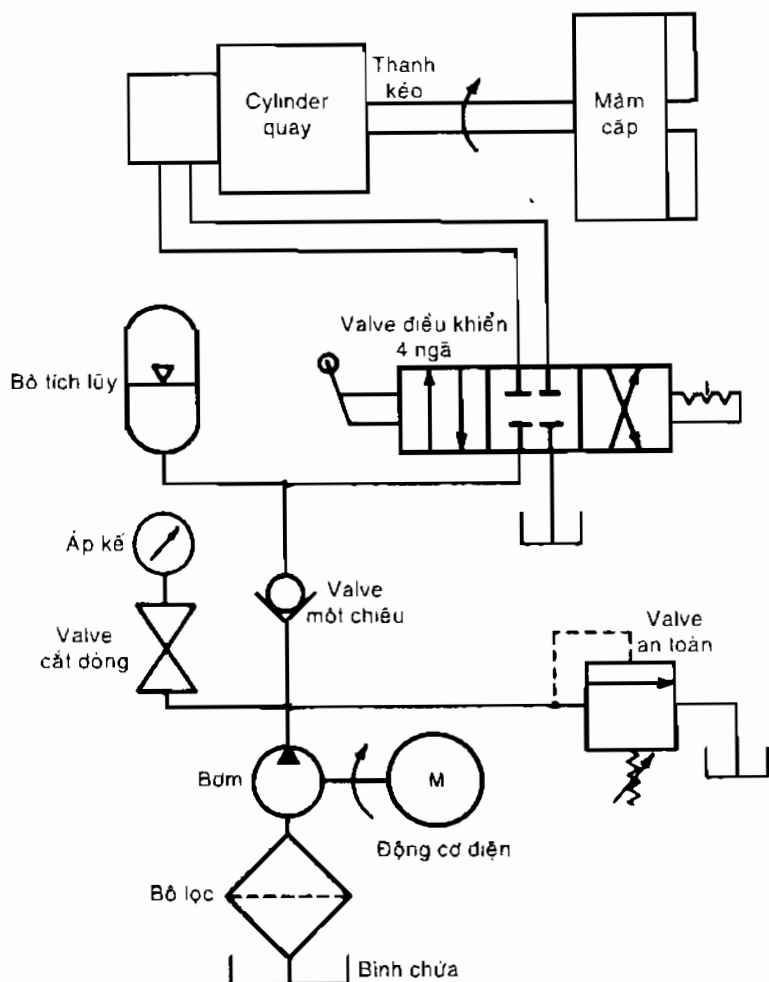 Thanh
kéo
Cylinder
quay
Mâm
cặp
Valve điều khiển
4 ngã
Bộ tích lũy
Áp kế
Valve
một chiều
Valve
cắt dòng
Valve
an toàn
Bơm
M
Động cơ điện
Bộ lọc
Bình chứa